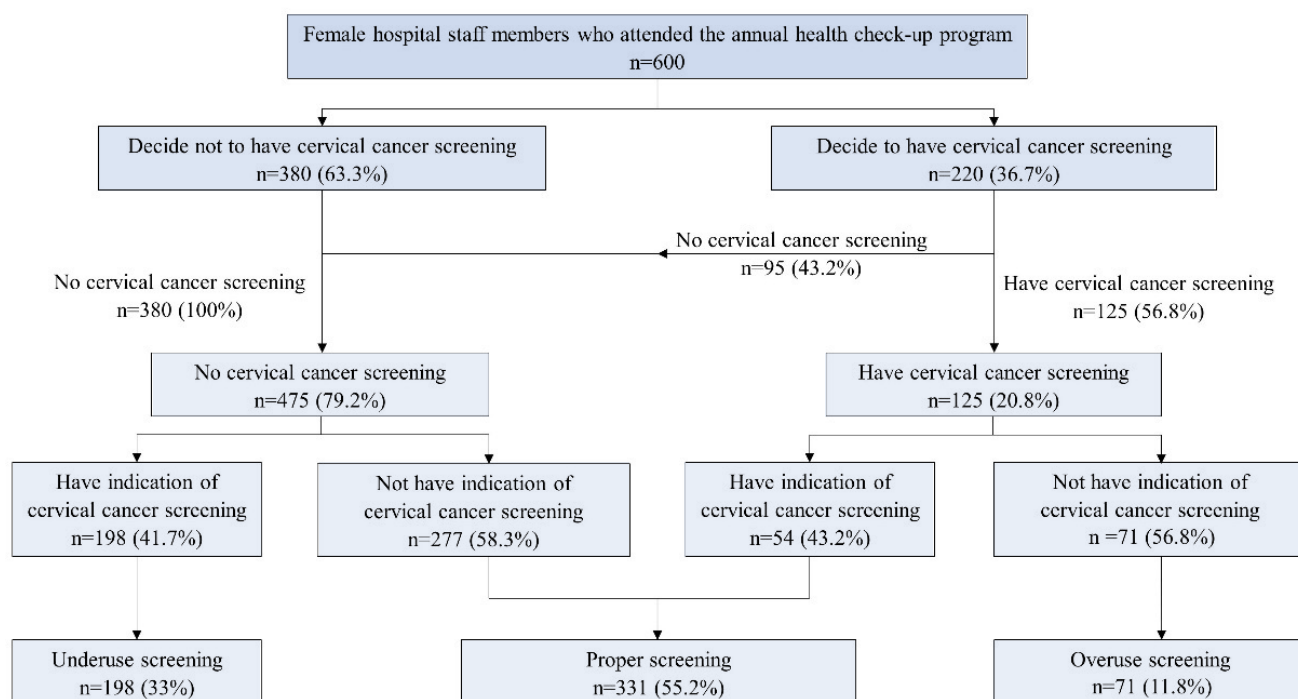 Female hospital staff members who attended the annual health check-up program
n=600
Decide not to have cervical cancer screening
n=380 (63.3%)
Decide to have cervical cancer screening
n=220 (36.7%)
No cervical cancer screening
n=95 (43.2%)
No cervical cancer screening
n=380 (100%)
Have cervical cancer screening
n=125 (56.8%)
No cervical cancer screening
n=475 (79.2%)
Have cervical cancer screening
n=125 (20.8%)
Have indication of
cervical cancer screening
n=198 (41.7%)
Not have indication of
cervical cancer screening
n=277 (58.3%)
Have indication of
cervical cancer screening
n=54 (43.2%)
Not have indication of
cervical cancer screening
n =71 (56.8%)
Underuse screening
n=198 (33%)
Proper screening
n=331 (55.2%)
Overuse screening
n=71 (11.8%)